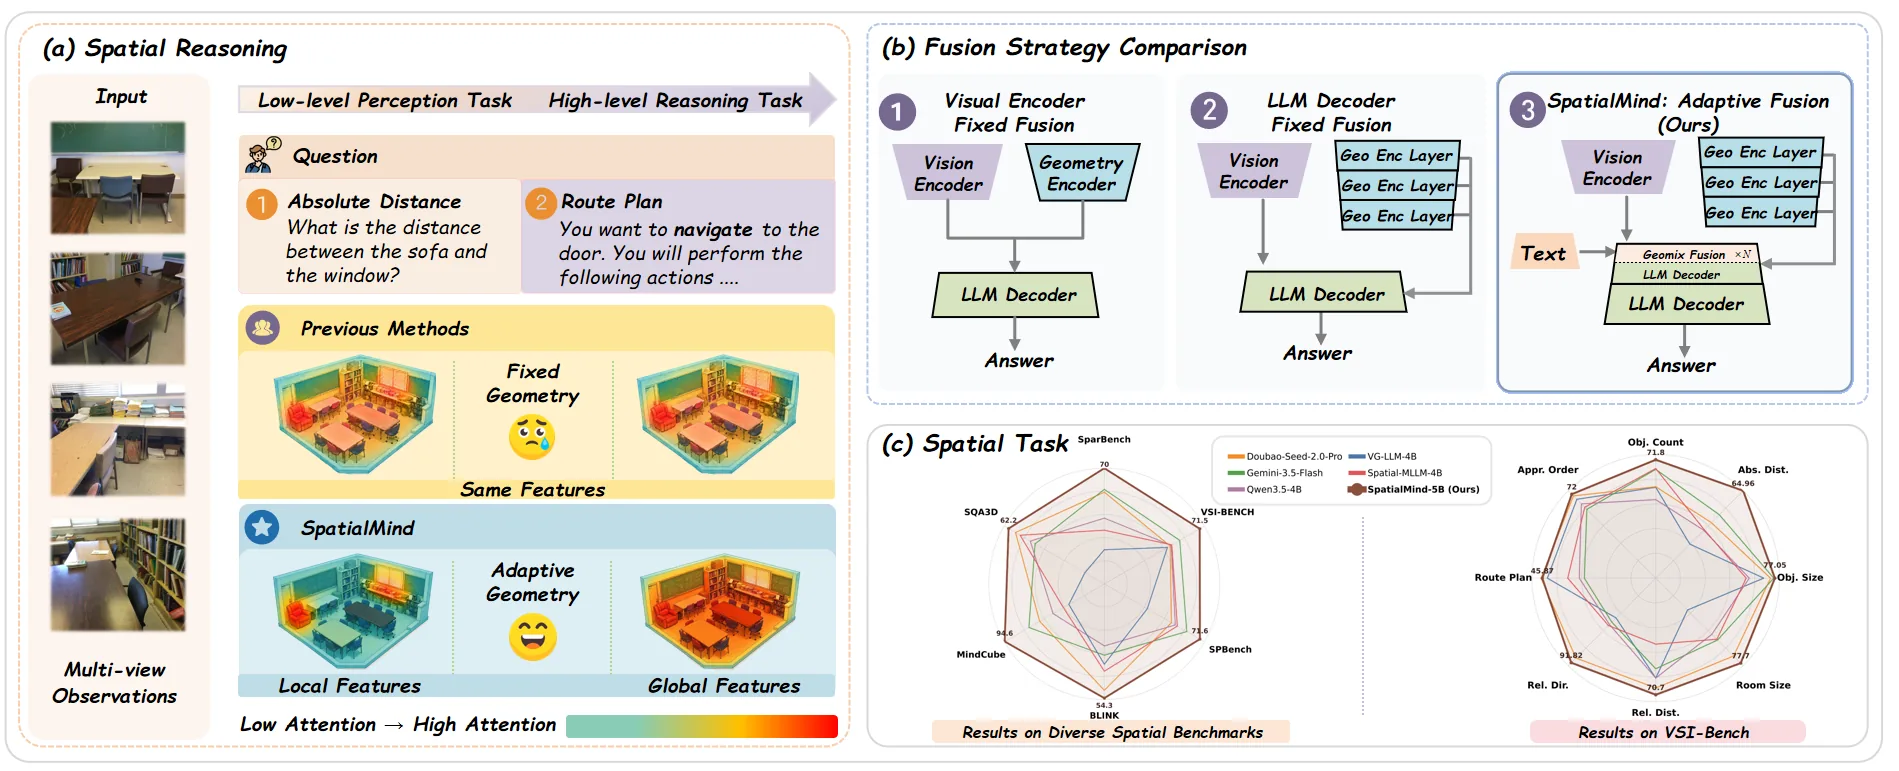 (a) Spatial Reasoning
Input
Multi-view
Observations
Low-level Perception Task
High-level Reasoning Task
Question
1
Absolute Distance
What is the distance
between the sofa and
the window?
2
Route Plan
You want to navigate to the
door. You will perform the
following actions ....
Previous Methods
Fixed
Geometry
Same Features
SpatialMind
Adaptive
Geometry
Local Features
Global Features
Low Attention → High Attention
(b) Fusion Strategy Comparison
1
Visual Encoder
Fixed Fusion
Vision
Encoder
Geometry
Encoder
LLM Decoder
Answer
2
LLM Decoder
Fixed Fusion
Vision
Encoder
Geo Enc Layer
Geo Enc Layer
Geo Enc Layer
LLM Decoder
Answer
3
SpatialMind: Adaptive Fusion
(Ours)
Vision
Encoder
Geo Enc Layer
Geo Enc Layer
Geo Enc Layer
Text
Geomix Fusion ×N
LLM Decoder
LLM Decoder
Answer
(c) Spatial Task
SparBench
70
VSI-BENCH
71.5
SPBench
71.6
BLINK
54.3
MindCube
94.6
SQA3D
62.2
Results on Diverse Spatial Benchmarks
Doubao-Seed-2.0-Pro
Gemini-3.5-Flash
Qwen3.5-4B
VG-LLM-4B
Spatial-MLLM-4B
SpatialMind-5B (Ours)
Obj. Count
71.8
Abs. Dist.
64.96
Obj. Size
77.05
Room Size
77.7
Rel. Dist.
70.7
Rel. Dir.
91.82
Route Plan
45.87
Appr. Order
72
Results on VSI-Bench